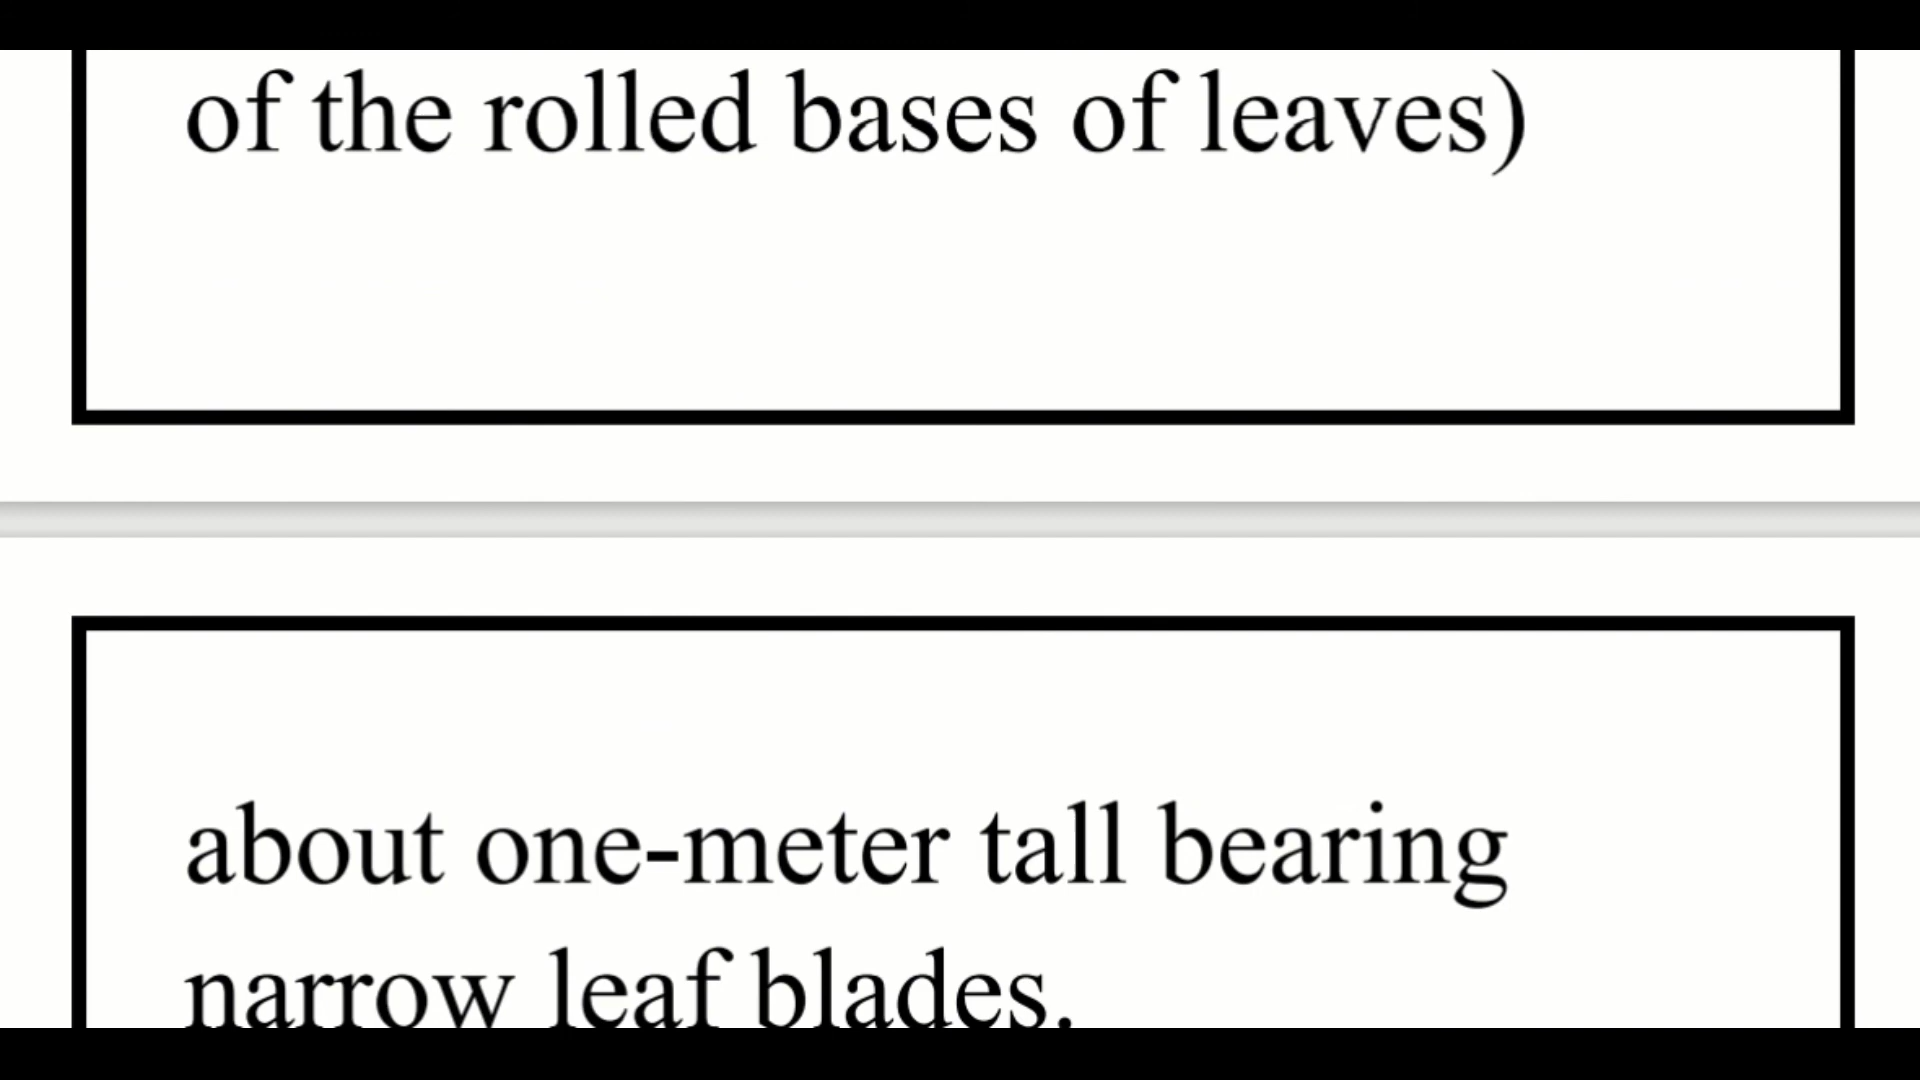 of the rolled bases of leaves)
about one-meter tall bearing
narrow leaf blades.